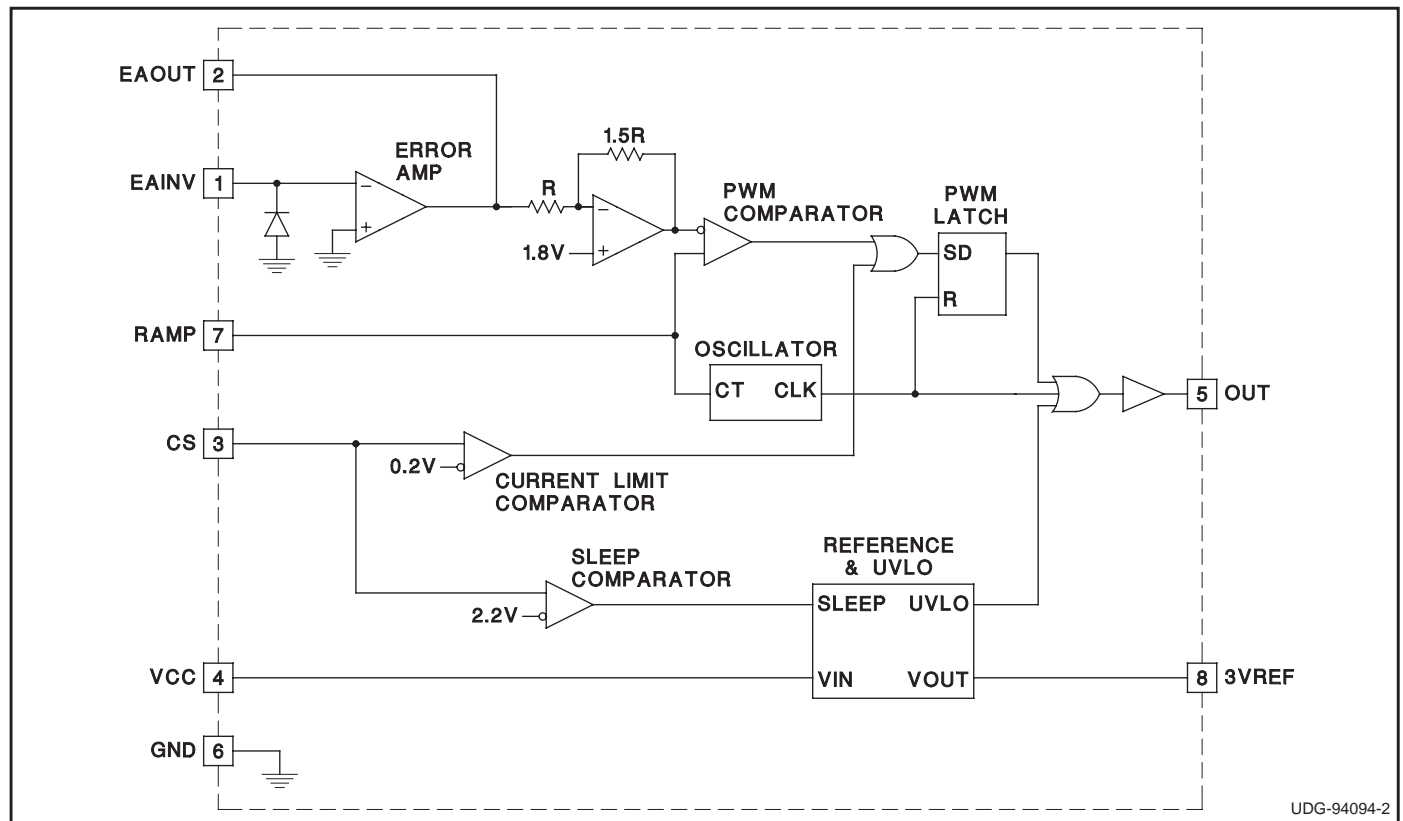 EAOUT 2
1.5R
ERROR
AMP
EAINV 1
R
PWM
COMPARATOR
PWM
LATCH
−
+
−
+
1.8V
SD
R
RAMP 7
OSCILLATOR
CT CLK
5 OUT
CS 3
0.2V
CURRENT LIMIT
COMPARATOR
REFERENCE
& UVLO
SLEEP
COMPARATOR
SLEEP UVLO
2.2V
VCC 4
VIN VOUT
8 3VREF
GND 6
UDG-94094-2